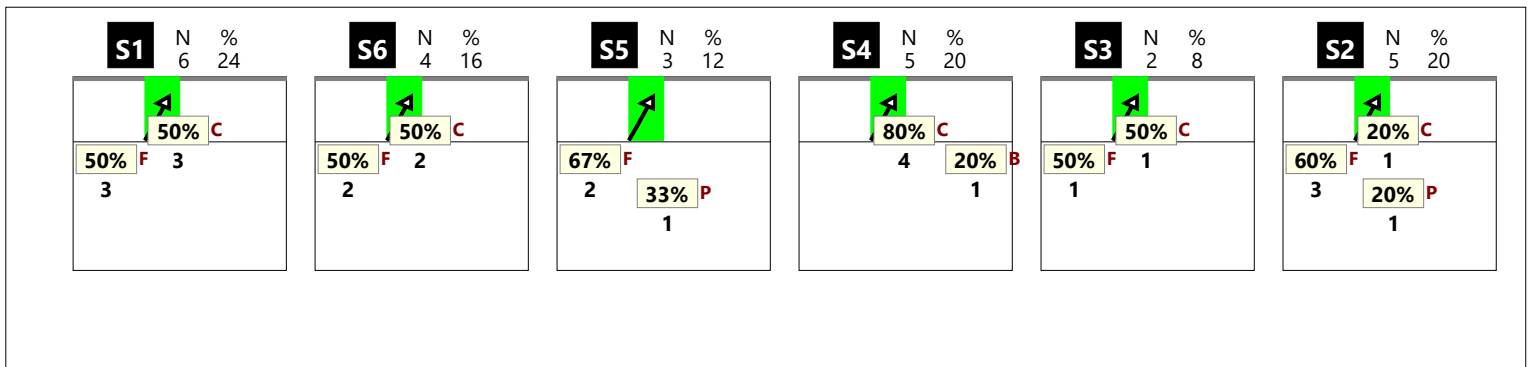 S1 N % S6 N % S5 N % S4 N % S3 N % S2 N %
6 24 4 16 3 12 5 20 2 8 5 20
50% C 50% C 80% C 50% C 20% C
50% F 3 50% F 2 67% F 4 20% B 50% F 1 60% F 1
3 2 2 33% P 1 1 3 20% P
1 1